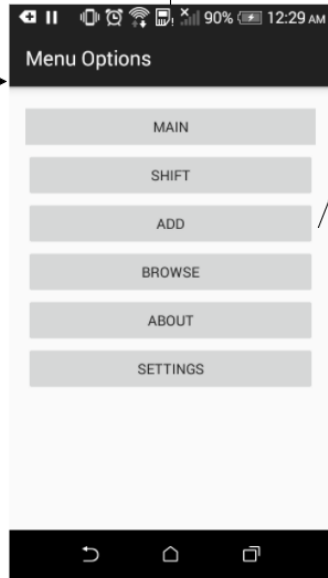 90% 12:29 AM
Menu Options
MAIN
SHIFT
ADD
BROWSE
ABOUT
SETTINGS